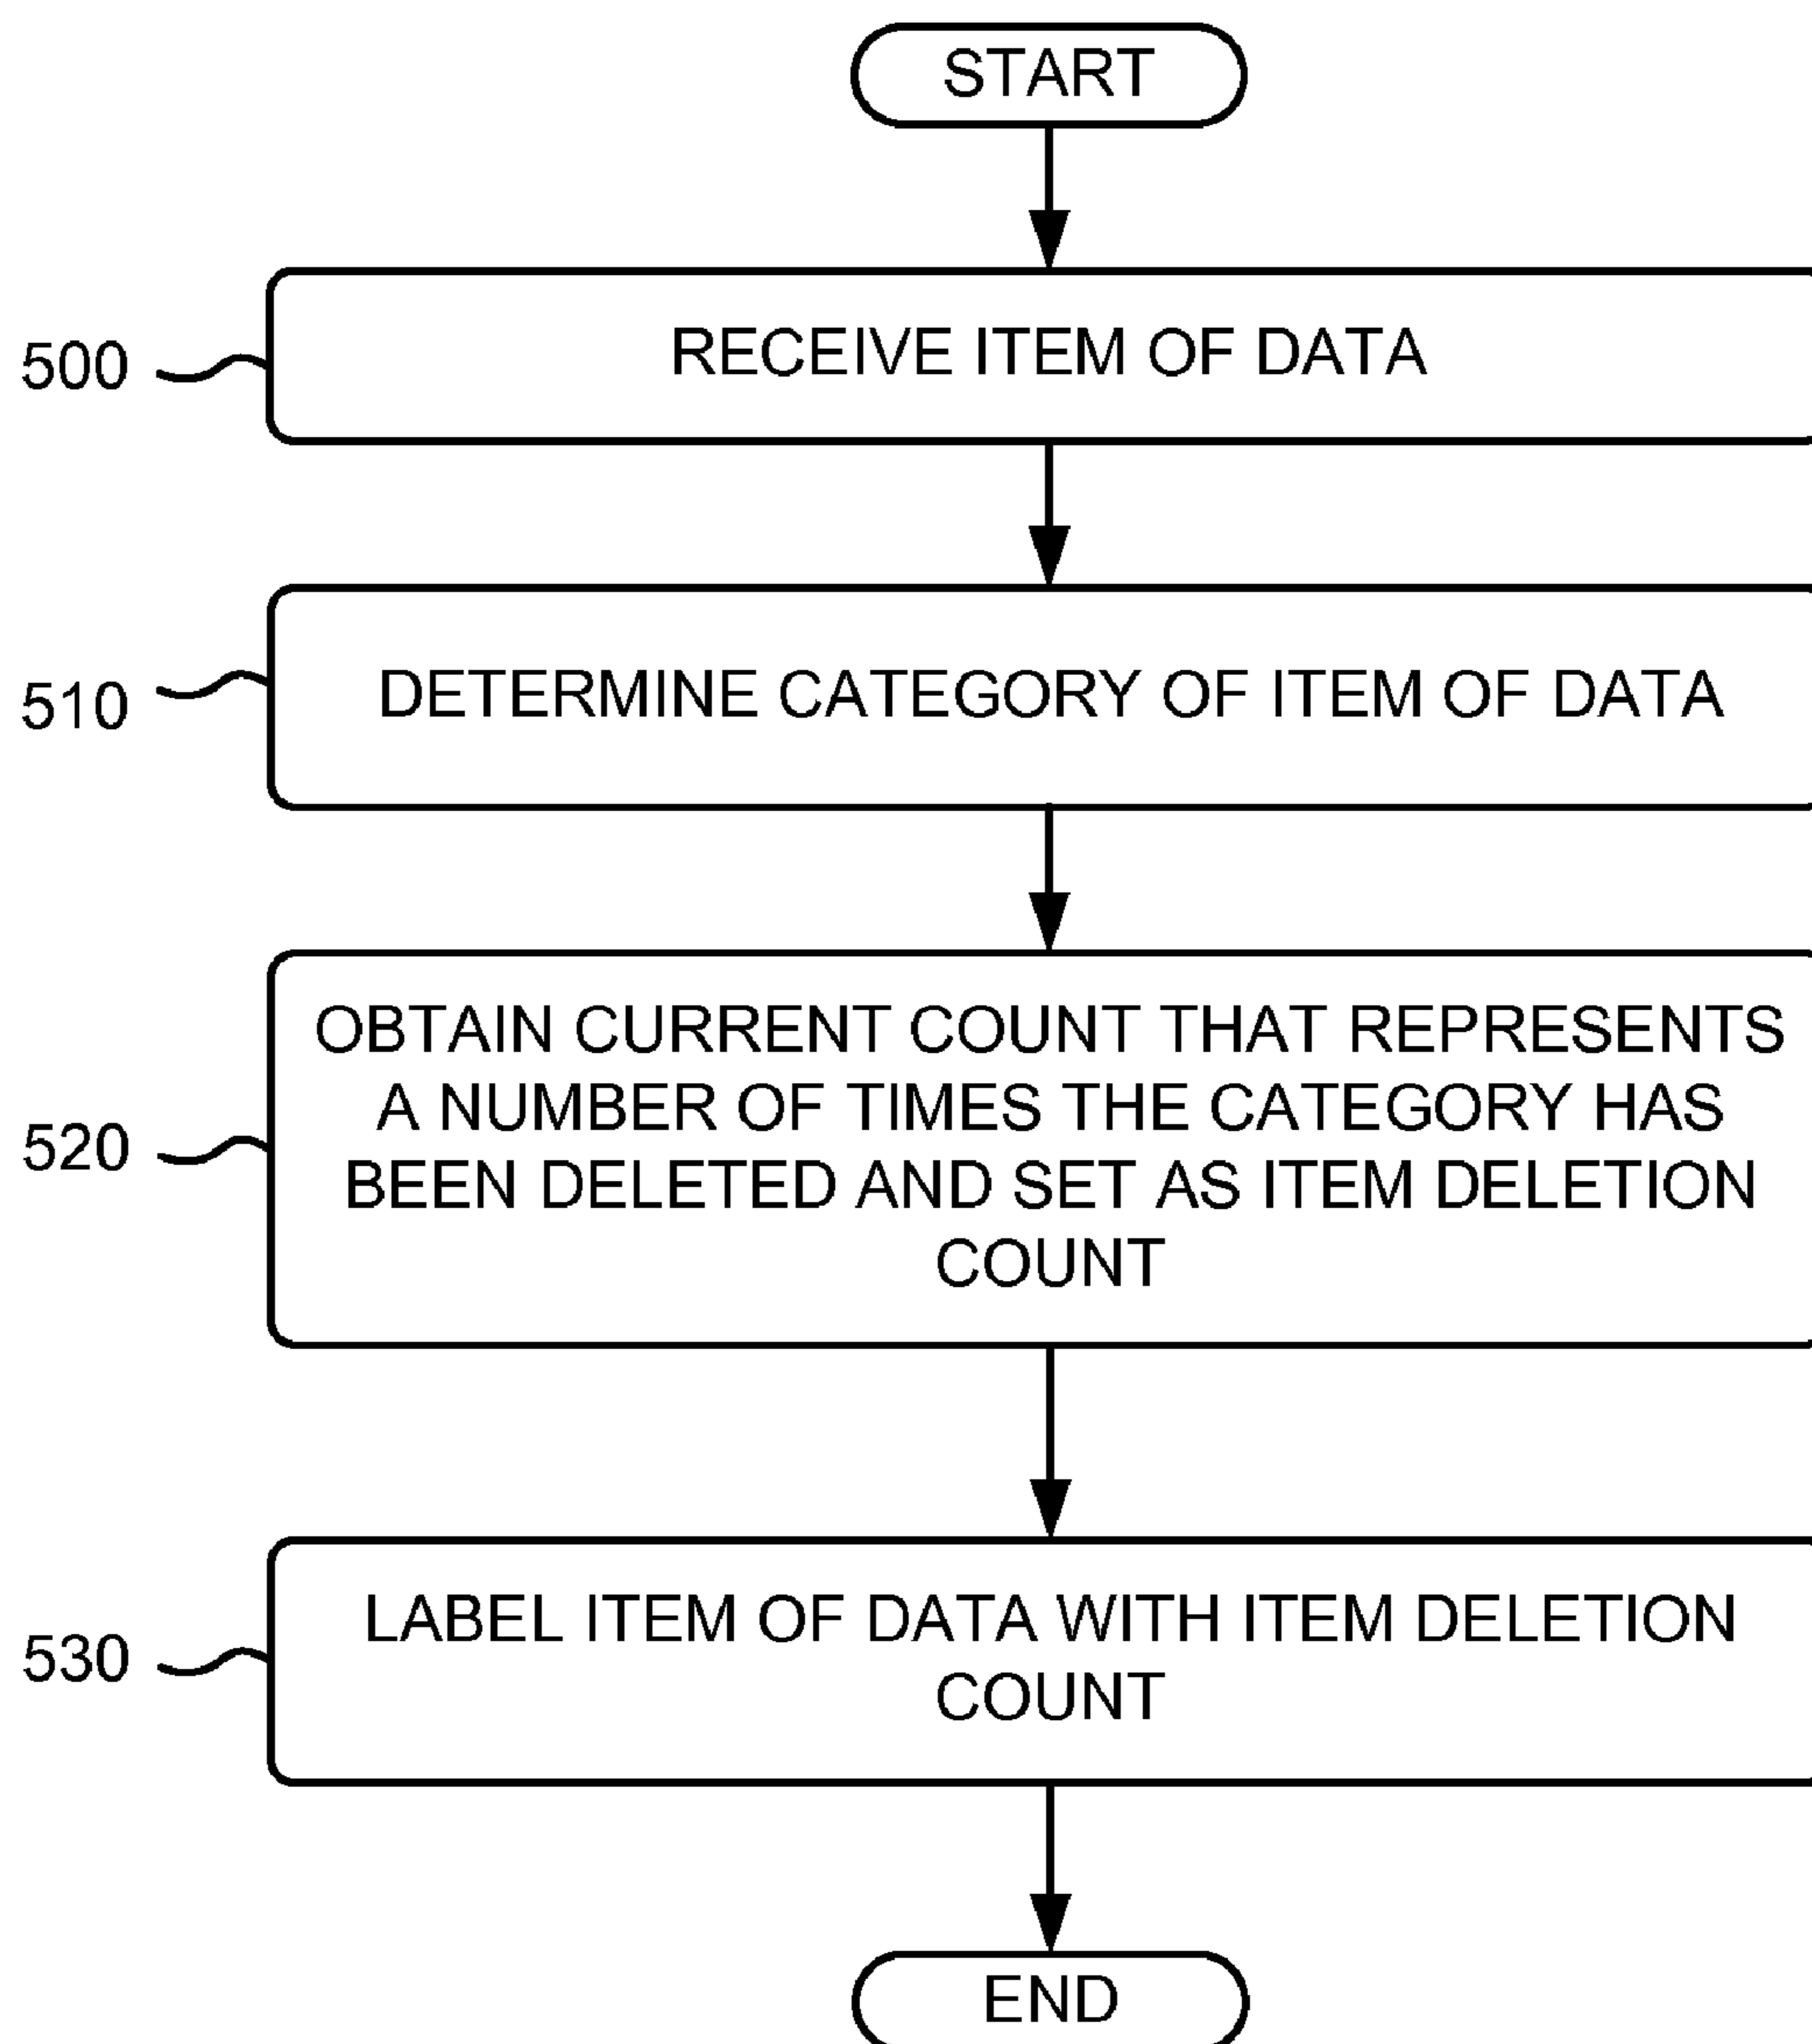 START
500
RECEIVE ITEM OF DATA
510
DETERMINE CATEGORY OF ITEM OF DATA
520
OBTAIN CURRENT COUNT THAT REPRESENTS
A NUMBER OF TIMES THE CATEGORY HAS
BEEN DELETED AND SET AS ITEM DELETION
COUNT
530
LABEL ITEM OF DATA WITH ITEM DELETION
COUNT
END